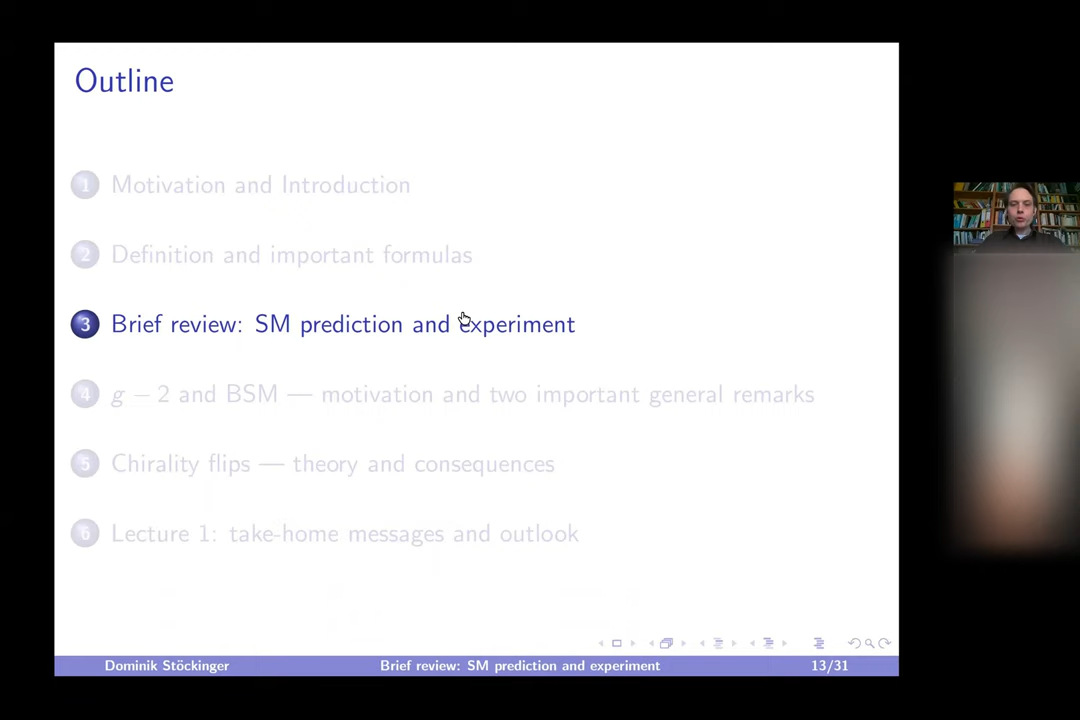 Outline
1 Motivation and Introduction
2 Definition and important formulas
3 Brief review: SM prediction and experiment
4 g − 2 and BSM — motivation and two important general remarks
5 Chirality flips — theory and consequences
6 Lecture 1: take-home messages and outlook
Dominik Stöckinger Brief review: SM prediction and experiment 13/31